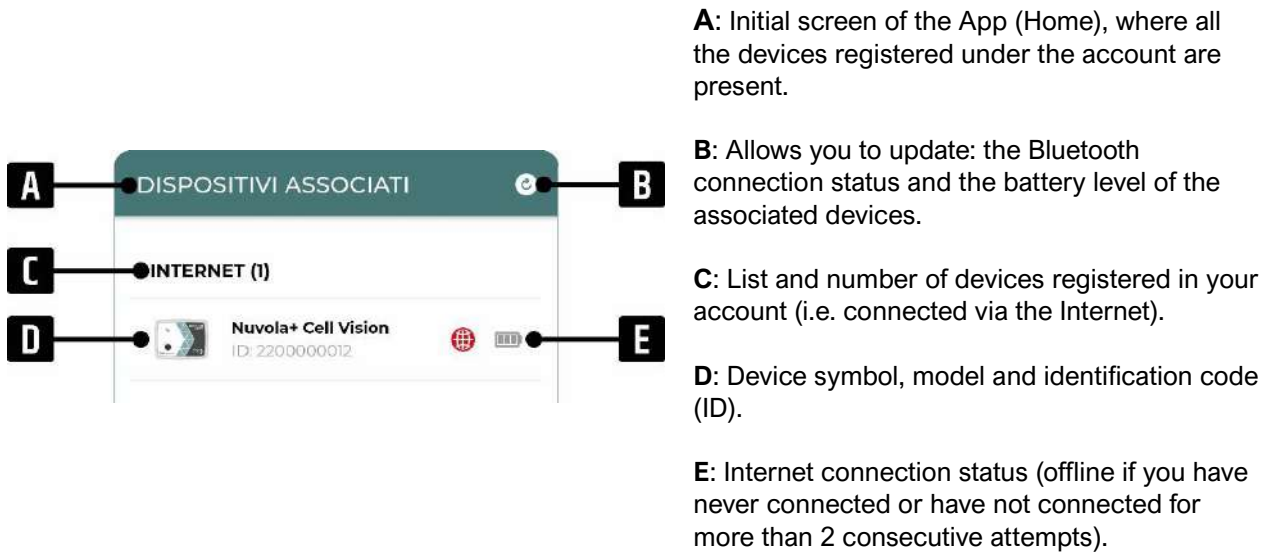 A: Initial screen of the App (Home), where all
the devices registered under the account are
present.
A
DISPOSITIVI ASSOCIATI
B
B: Allows you to update: the Bluetooth
connection status and the battery level of the
associated devices.
C
INTERNET (1)
C: List and number of devices registered in your
account (i.e. connected via the Internet).
D
Nuvola+ Cell Vision
ID: 2200000012
E
D: Device symbol, model and identification code
(ID).
E: Internet connection status (offline if you have
never connected or have not connected for
more than 2 consecutive attempts).